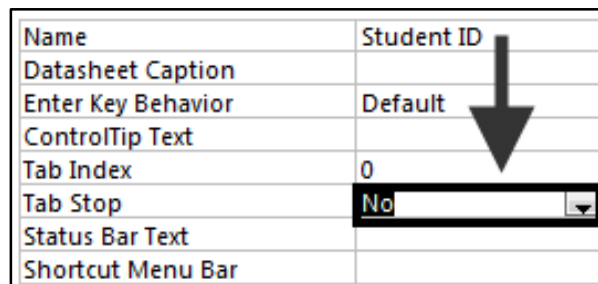 Name Student ID
Datasheet Caption
Enter Key Behavior Default
ControlTip Text
Tab Index 0
Tab Stop No
Status Bar Text
Shortcut Menu Bar